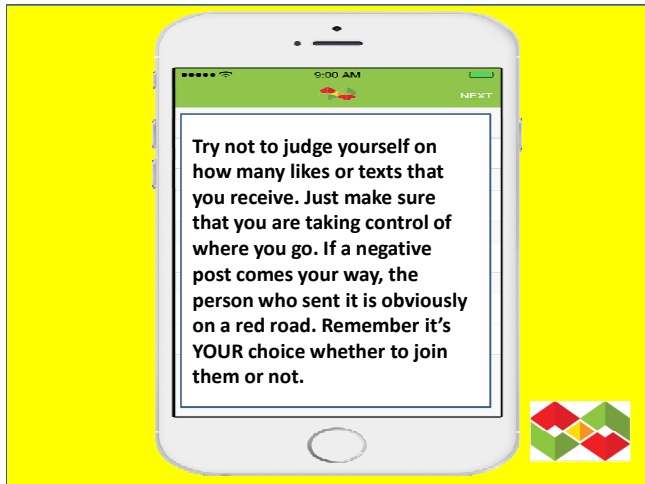 9:00 AM
NEXT
Try not to judge yourself on
how many likes or texts that
you receive. Just make sure
that you are taking control of
where you go. If a negative
post comes your way, the
person who sent it is obviously
on a red road. Remember it’s
YOUR choice whether to join
them or not.